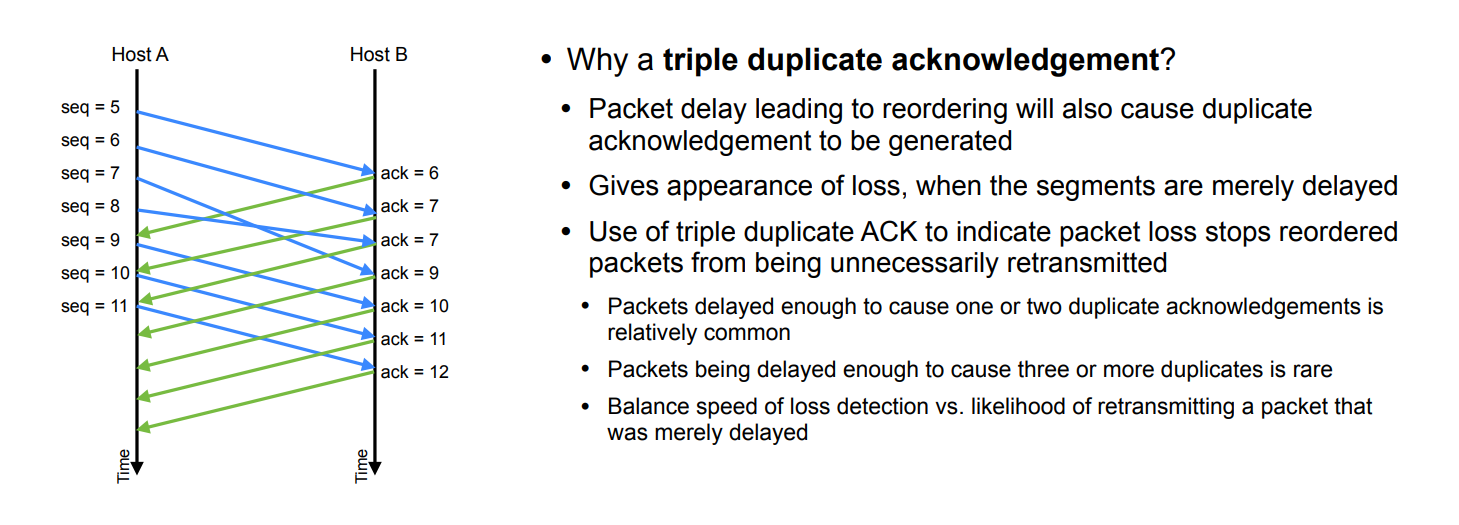 Host A
Host B
seq = 5
seq = 6
seq = 7
seq = 8
seq = 9
seq = 10
seq = 11
ack = 6
ack = 7
ack = 7
ack = 9
ack = 10
ack = 11
ack = 12
Time
Time
• Why a triple duplicate acknowledgement?
• Packet delay leading to reordering will also cause duplicate
acknowledgement to be generated
• Gives appearance of loss, when the segments are merely delayed
• Use of triple duplicate ACK to indicate packet loss stops reordered
packets from being unnecessarily retransmitted
• Packets delayed enough to cause one or two duplicate acknowledgements is
relatively common
• Packets being delayed enough to cause three or more duplicates is rare
• Balance speed of loss detection vs. likelihood of retransmitting a packet that
was merely delayed